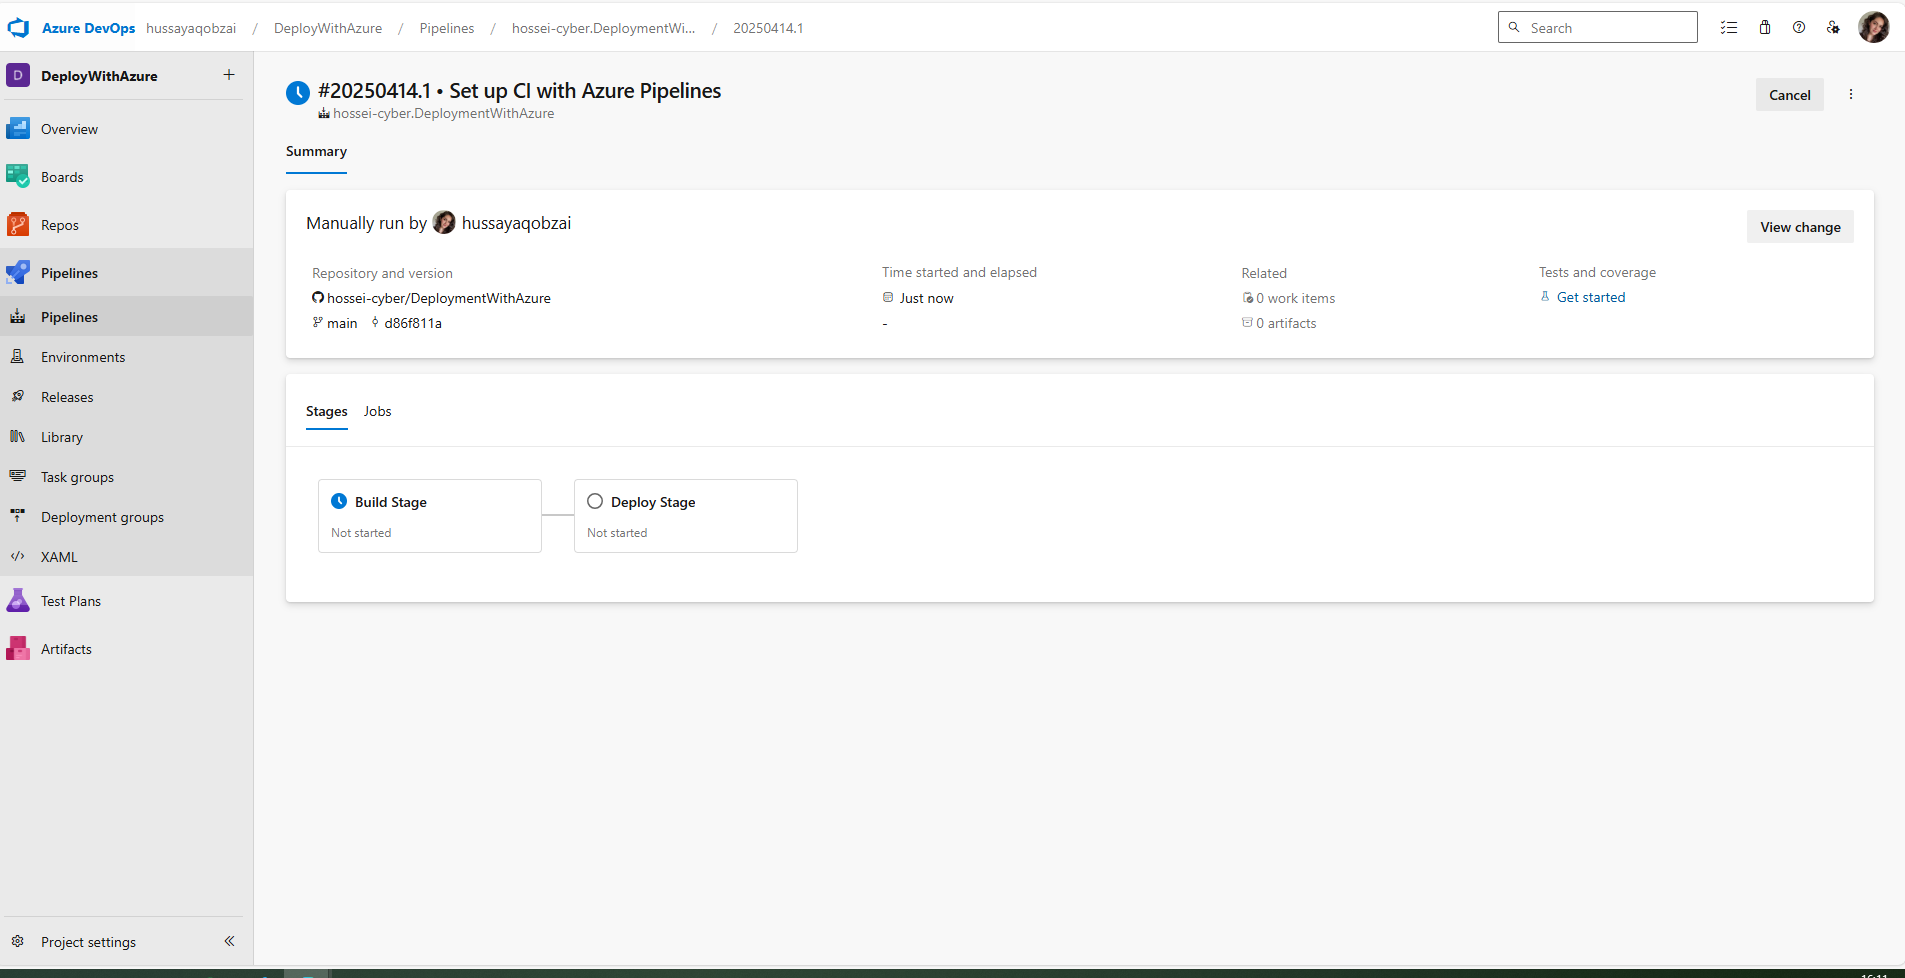 Azure DevOps hussayaqobzai / DeployWithAzure / Pipelines / hossei-cyber.DeploymentWi... / 20250414.1
Search
D DeployWithAzure +
Overview
Boards
Repos
Pipelines
Pipelines
Environments
Releases
Library
Task groups
Deployment groups
XAML
Test Plans
Artifacts
Project settings
#20250414.1 • Set up CI with Azure Pipelines
hossei-cyber.DeploymentWithAzure
Cancel
Summary
Manually run by hussayaqobzai
View change
Repository and version
hossei-cyber/DeploymentWithAzure
main d86f811a
Time started and elapsed
Just now
-
Related
0 work items
0 artifacts
Tests and coverage
Get started
Stages Jobs
Build Stage
Not started
Deploy Stage
Not started